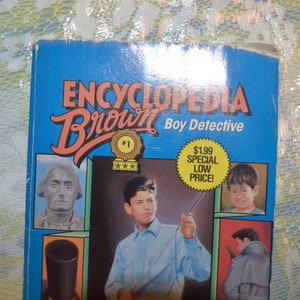 ENCYCLOPEDIA
Brown
Boy Detective
#1
$1.99
SPECIAL
LOW
PRICE!